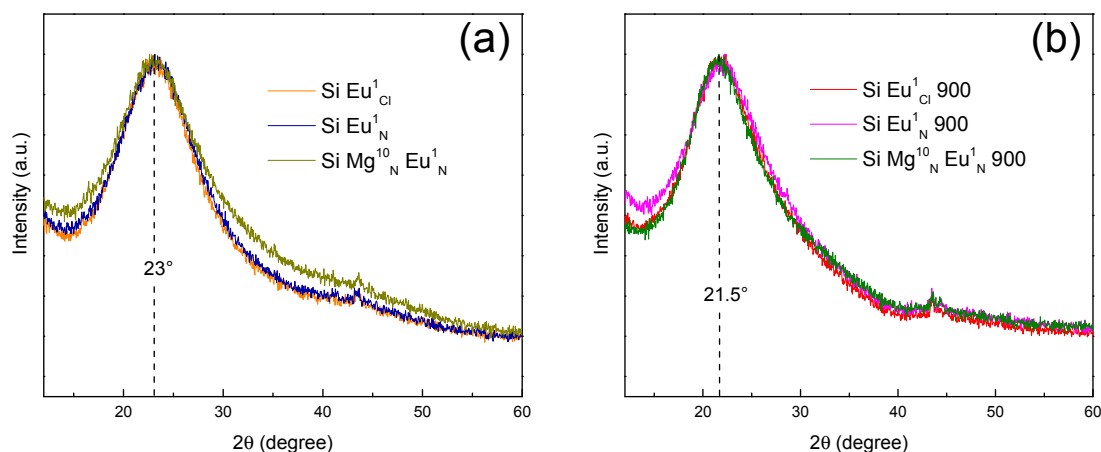 (a)
Si Eu¹Cl
Si Eu¹N
Si Mg¹⁰N Eu¹N
23°
Intensity (a.u.)
20 30 40 50 60
2θ (degree)
(b)
Si Eu¹Cl 900
Si Eu¹N 900
Si Mg¹⁰N Eu¹N 900
21.5°
Intensity (a.u.)
20 30 40 50 60
2θ (degree)